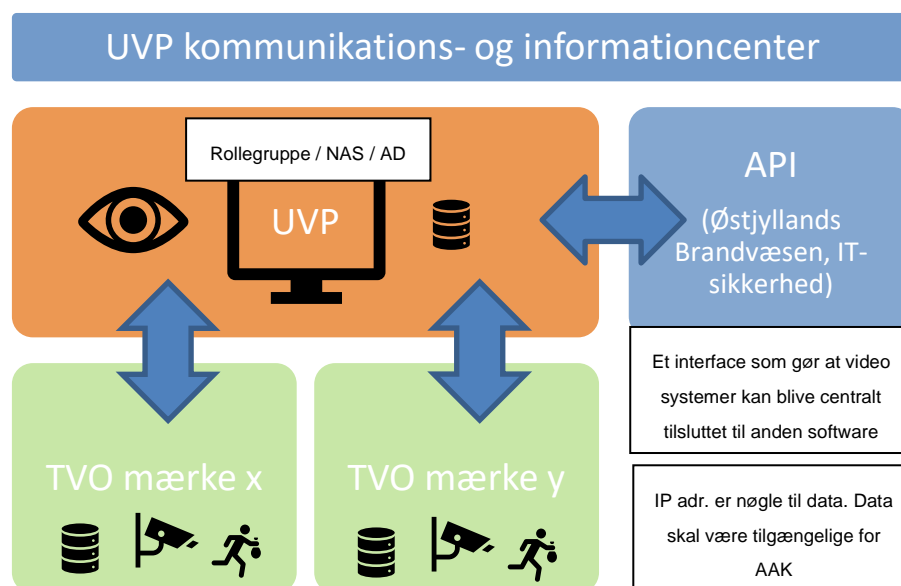 UVP kommunikations- og informationcenter
Rollegruppe / NAS / AD
UVP
API
(Østjyllands
Brandvæsen, IT-
sikkerhed)
Et interface som gør at video
systemer kan blive centralt
tilsluttet til anden software
TVO mærke x
TVO mærke y
IP adr. er nøgle til data. Data
skal være tilgængelige for
AAK